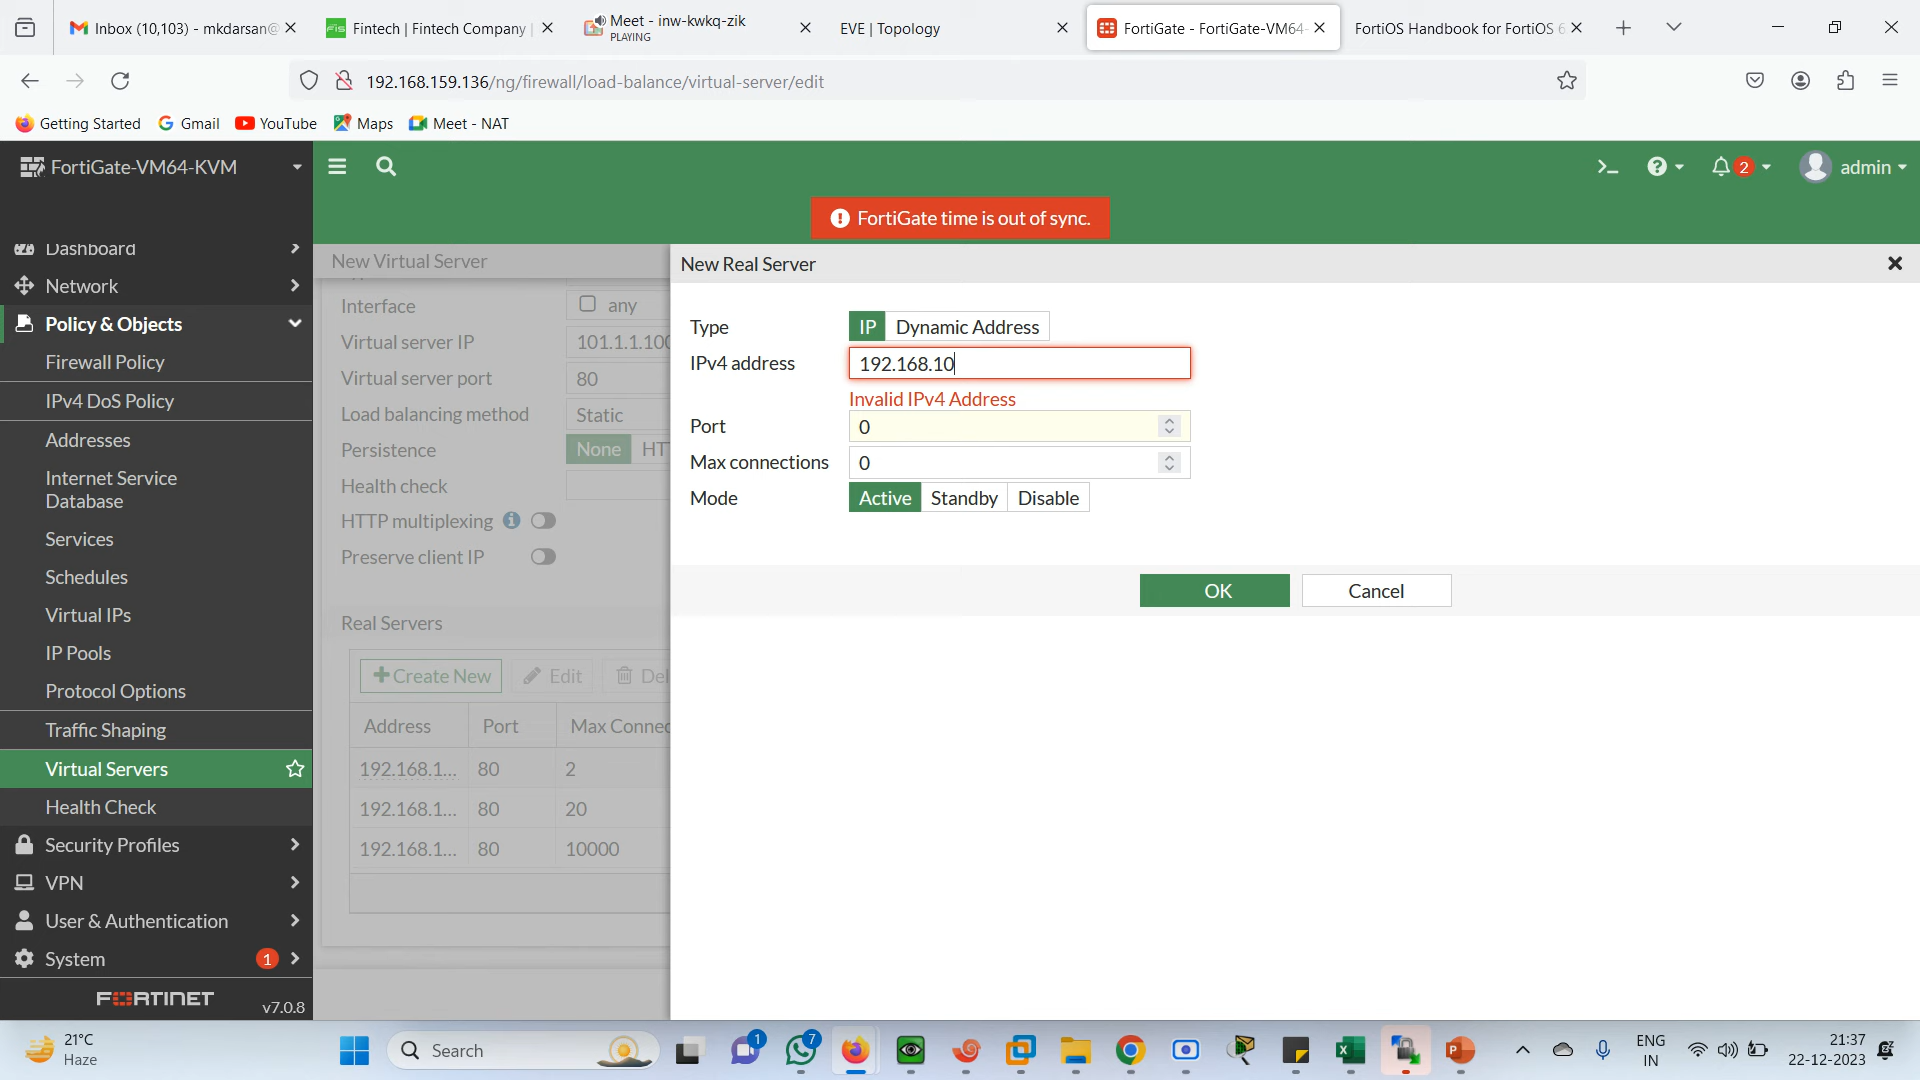 Inbox (10,103) - mkdarsan@
Fintech | Fintech Company |
Meet - inw-kwkq-zik
PLAYING
EVE | Topology
FortiGate - FortiGate-VM64-
FortiOS Handbook for FortiOS 6
192.168.159.136/ng/firewall/load-balance/virtual-server/edit
Getting Started
Gmail
YouTube
Maps
Meet - NAT
FortiGate-VM64-KVM
2
admin
FortiGate time is out of sync.
Dashboard
Network
Policy & Objects
Firewall Policy
IPv4 DoS Policy
Addresses
Internet Service
Database
Services
Schedules
Virtual IPs
IP Pools
Protocol Options
Traffic Shaping
Virtual Servers
Health Check
Security Profiles
VPN
User & Authentication
System 1
FORTINET v7.0.8
New Virtual Server
Interface any
Virtual server IP 101.1.1.100
Virtual server port 80
Load balancing method Static
Persistence None HT
Health check
HTTP multiplexing
Preserve client IP
Real Servers
Create New Edit Del
Address Port Max Connec
192.168.1... 80 2
192.168.1... 80 20
192.168.1... 80 10000
New Real Server
Type IP Dynamic Address
IPv4 address 192.168.10
Invalid IPv4 Address
Port 0
Max connections 0
Mode Active Standby Disable
OK Cancel
21°C
Haze
Search
1
7
ENG
IN
21:37
22-12-2023